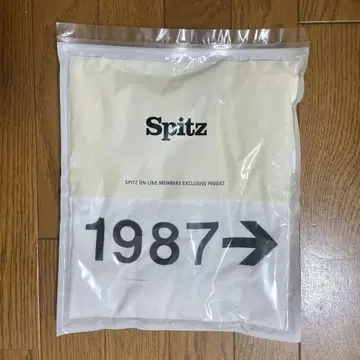 Spitz
SPITZ ON-LINE MEMBERS EXCLUSIVE PRODUCT
1987→